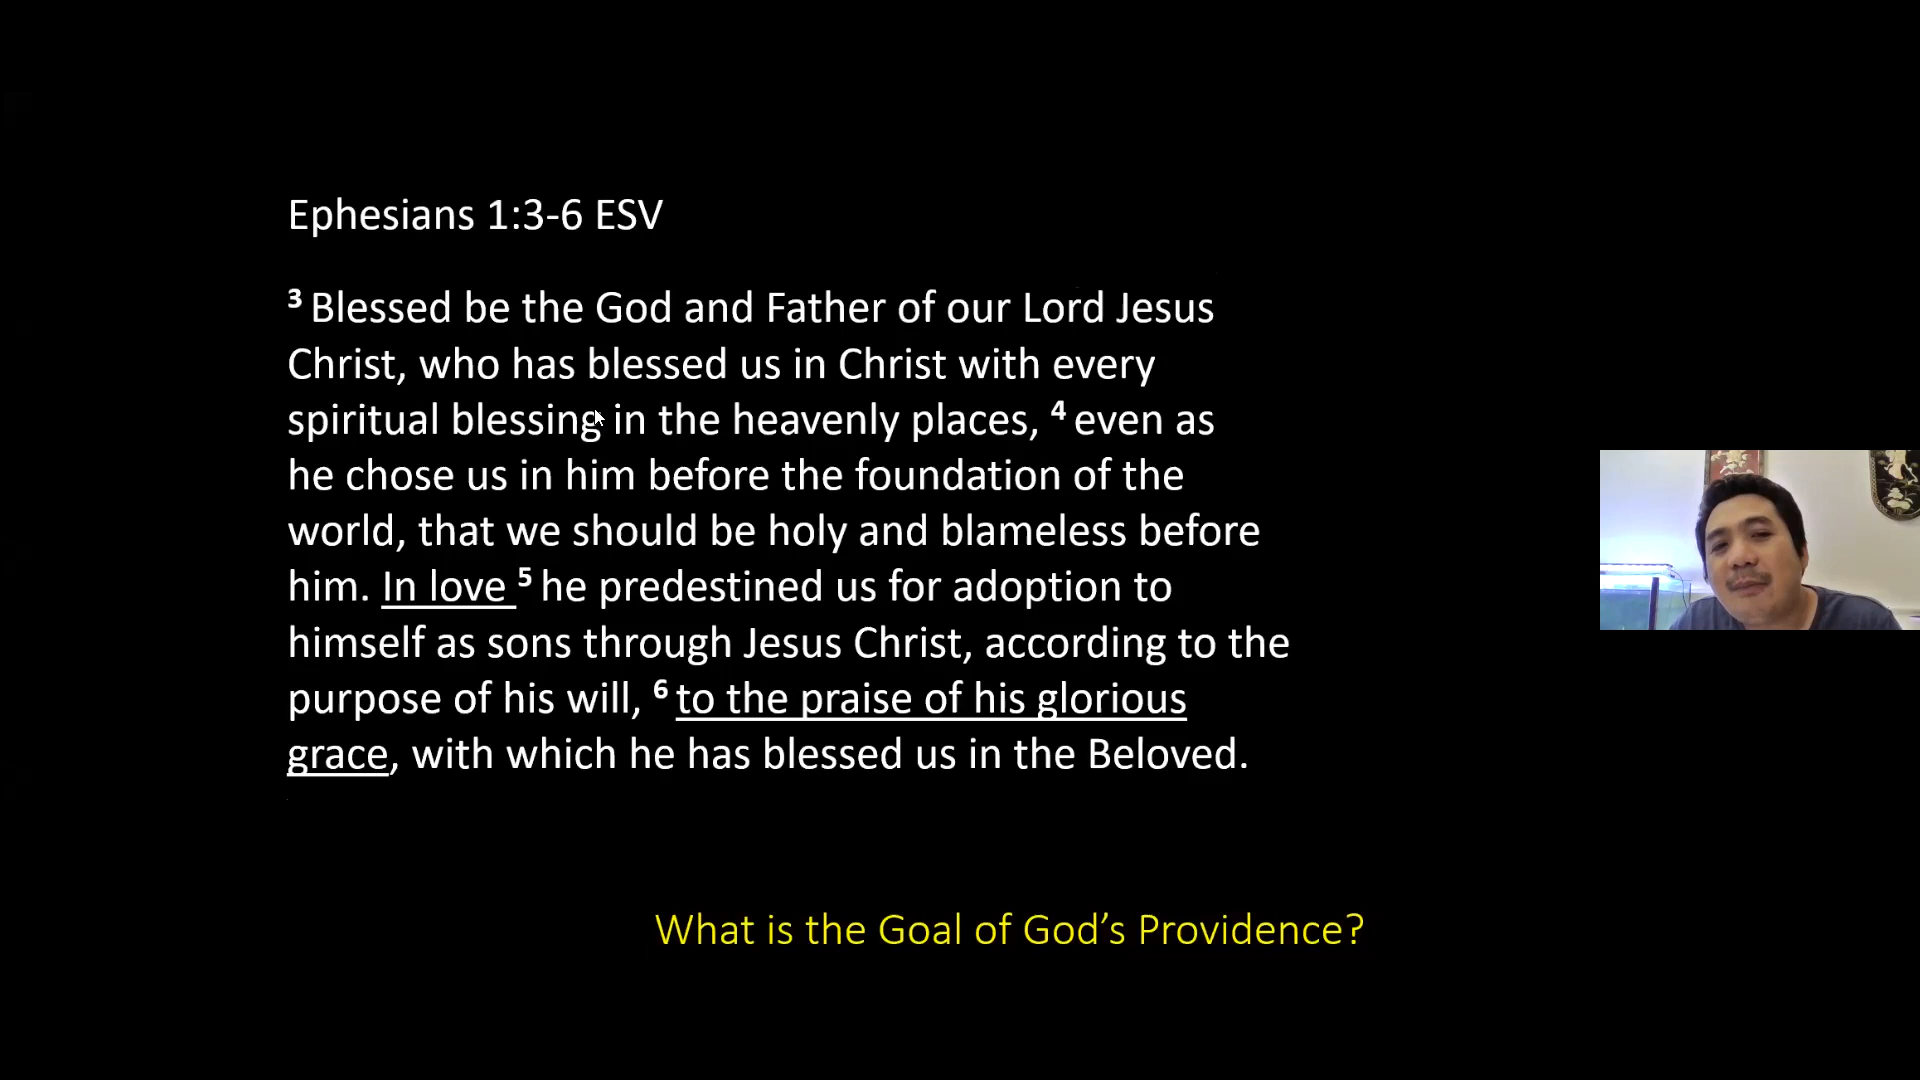 Ephesians 1:3-6 ESV
3 Blessed be the God and Father of our Lord Jesus
Christ, who has blessed us in Christ with every
spiritual blessing in the heavenly places, 4 even as
he chose us in him before the foundation of the
world, that we should be holy and blameless before
him. In love 5 he predestined us for adoption to
himself as sons through Jesus Christ, according to the
purpose of his will, 6 to the praise of his glorious
grace, with which he has blessed us in the Beloved.
What is the Goal of God’s Providence?